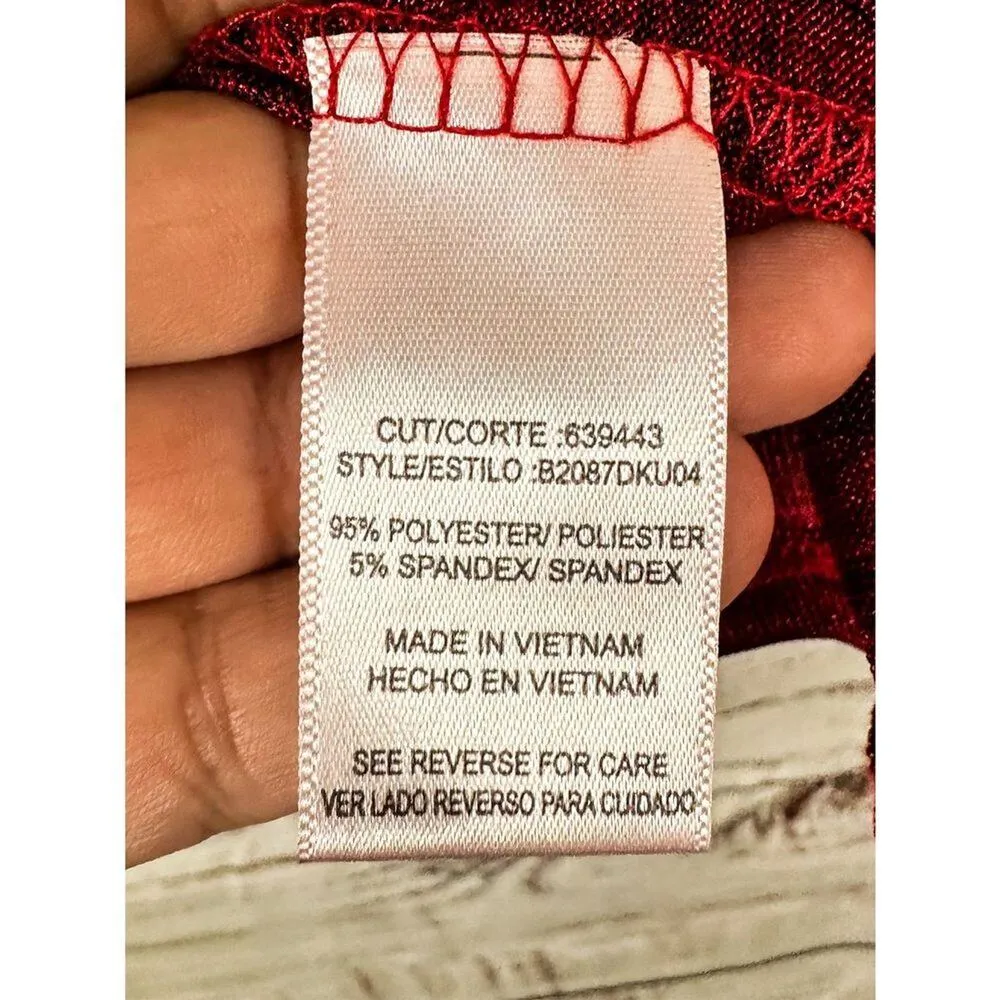 CUT/CORTE :639443
STYLE/ESTILO :B2087DKU04
95% POLYESTER/ POLIESTER
5% SPANDEX/ SPANDEX
MADE IN VIETNAM
HECHO EN VIETNAM
SEE REVERSE FOR CARE
VER LADO REVERSO PARA CUIDADO